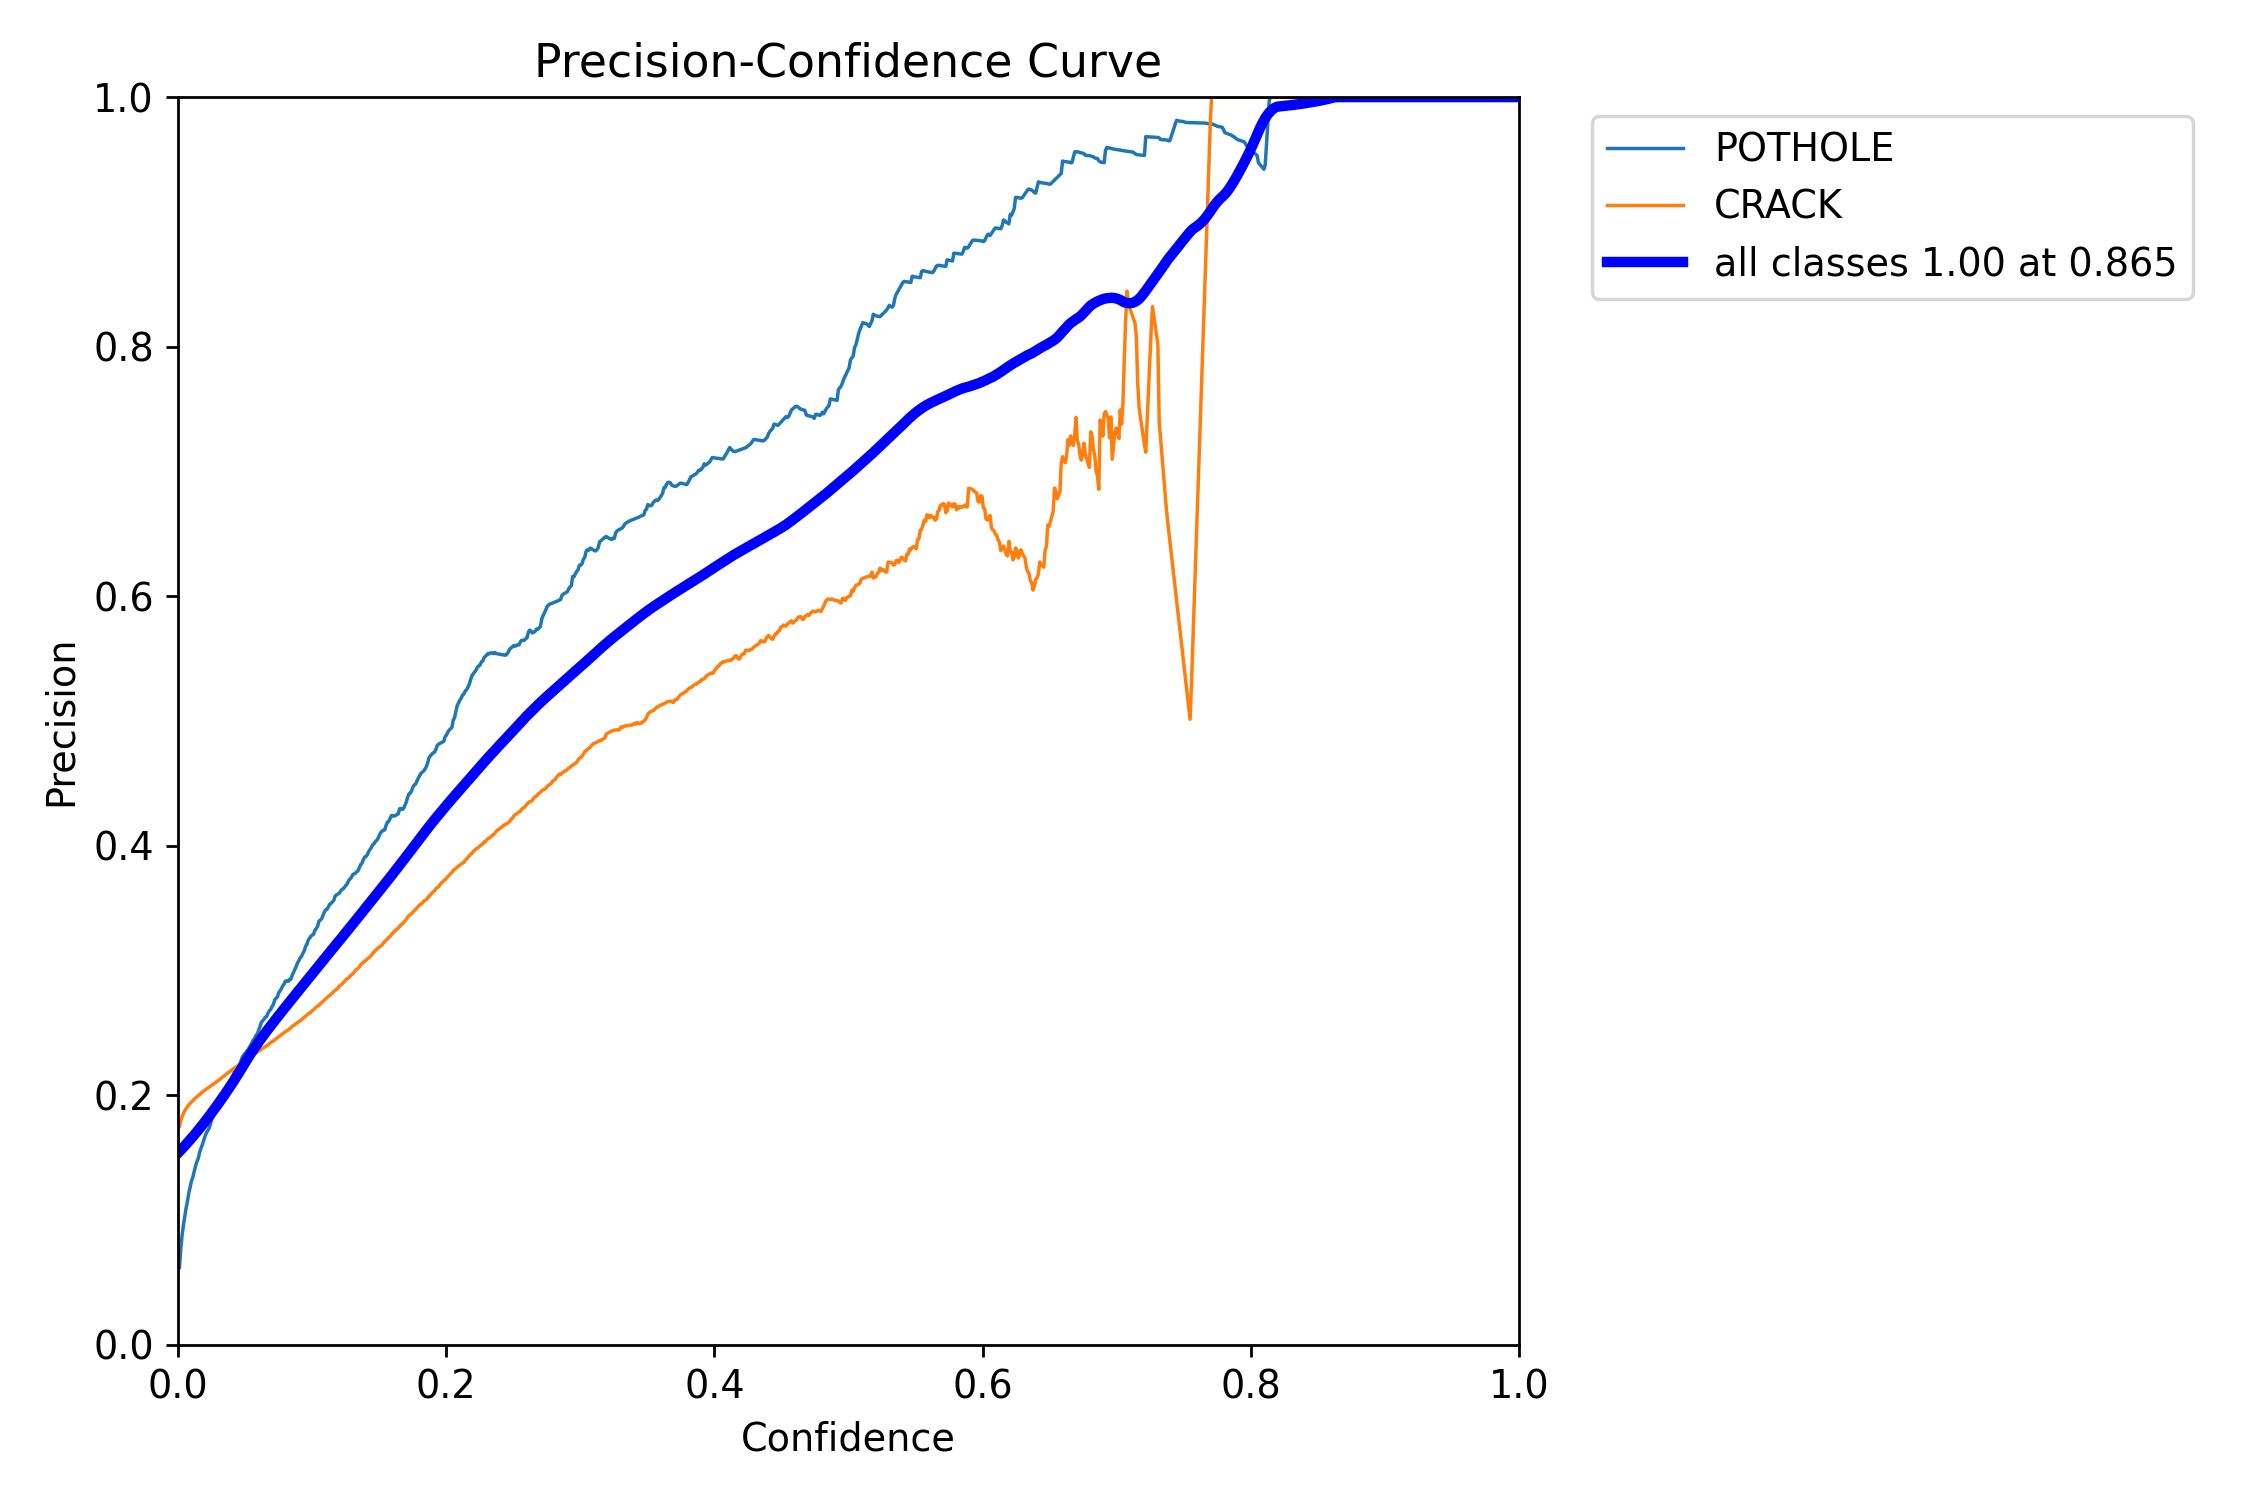 Precision-Confidence Curve
1.0
0.8
0.6
0.4
0.2
0.0
Precision
0.0 0.2 0.4 0.6 0.8 1.0
Confidence
POTHOLE
CRACK
all classes 1.00 at 0.865